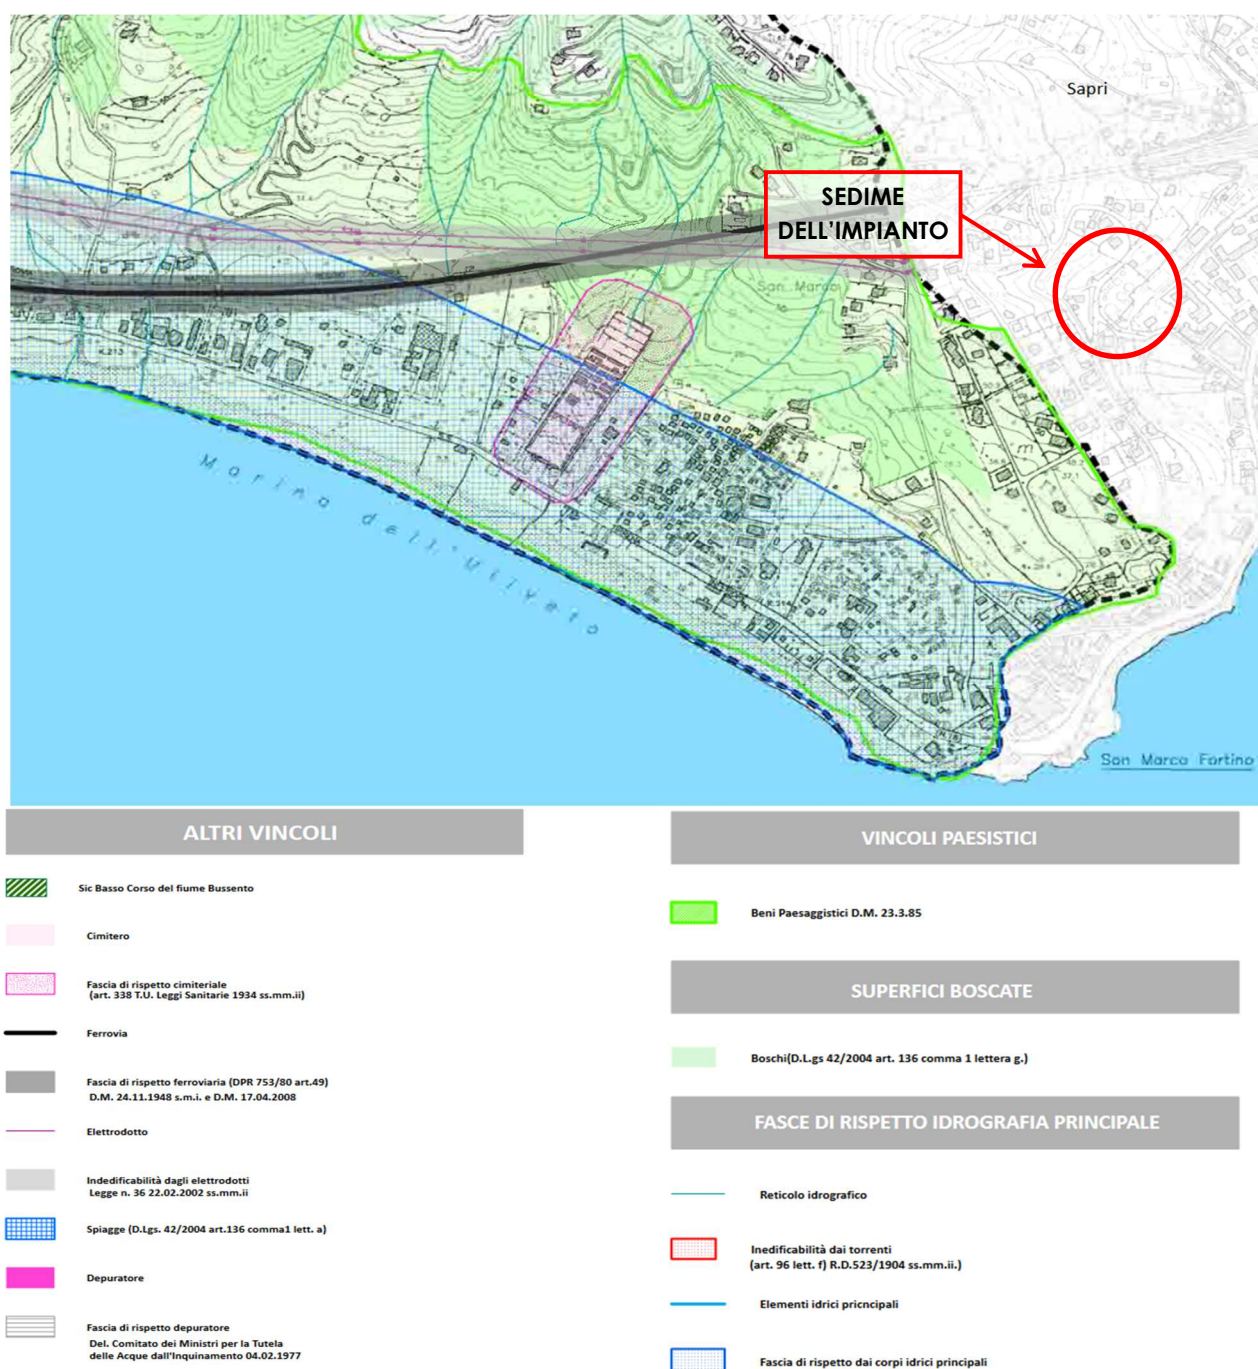 Sapri
SEDIME
DELL'IMPIANTO
San Marco
K.213
Marina dell'Uliveto
San Marco Fortino
ALTRI VINCOLI
Sic Basso Corso del fiume Bussento
Cimitero
Fascia di rispetto cimiteriale
(art. 338 T.U. Leggi Sanitarie 1934 ss.mm.ii)
Ferrovia
Fascia di rispetto ferroviaria (DPR 753/80 art.49)
D.M. 24.11.1948 s.m.i. e D.M. 17.04.2008
Elettrodotto
Indedificabilità dagli elettrodotti
Legge n. 36 22.02.2002 ss.mm.ii
Spiagge (D.Lgs. 42/2004 art.136 comma1 lett. a)
Depuratore
Fascia di rispetto depuratore
Del. Comitato dei Ministri per la Tutela
delle Acque dall'Inquinamento 04.02.1977
VINCOLI PAESISTICI
Beni Paesaggistici D.M. 23.3.85
SUPERFICI BOSCATE
Boschi(D.L.gs 42/2004 art. 136 comma 1 lettera g.)
FASCE DI RISPETTO IDROGRAFIA PRINCIPALE
Reticolo idrografico
Inedificabilità dai torrenti
(art. 96 lett. f) R.D.523/1904 ss.mm.ii.)
Elementi idrici pricncipali
Fascia di rispetto dai corpi idrici principali